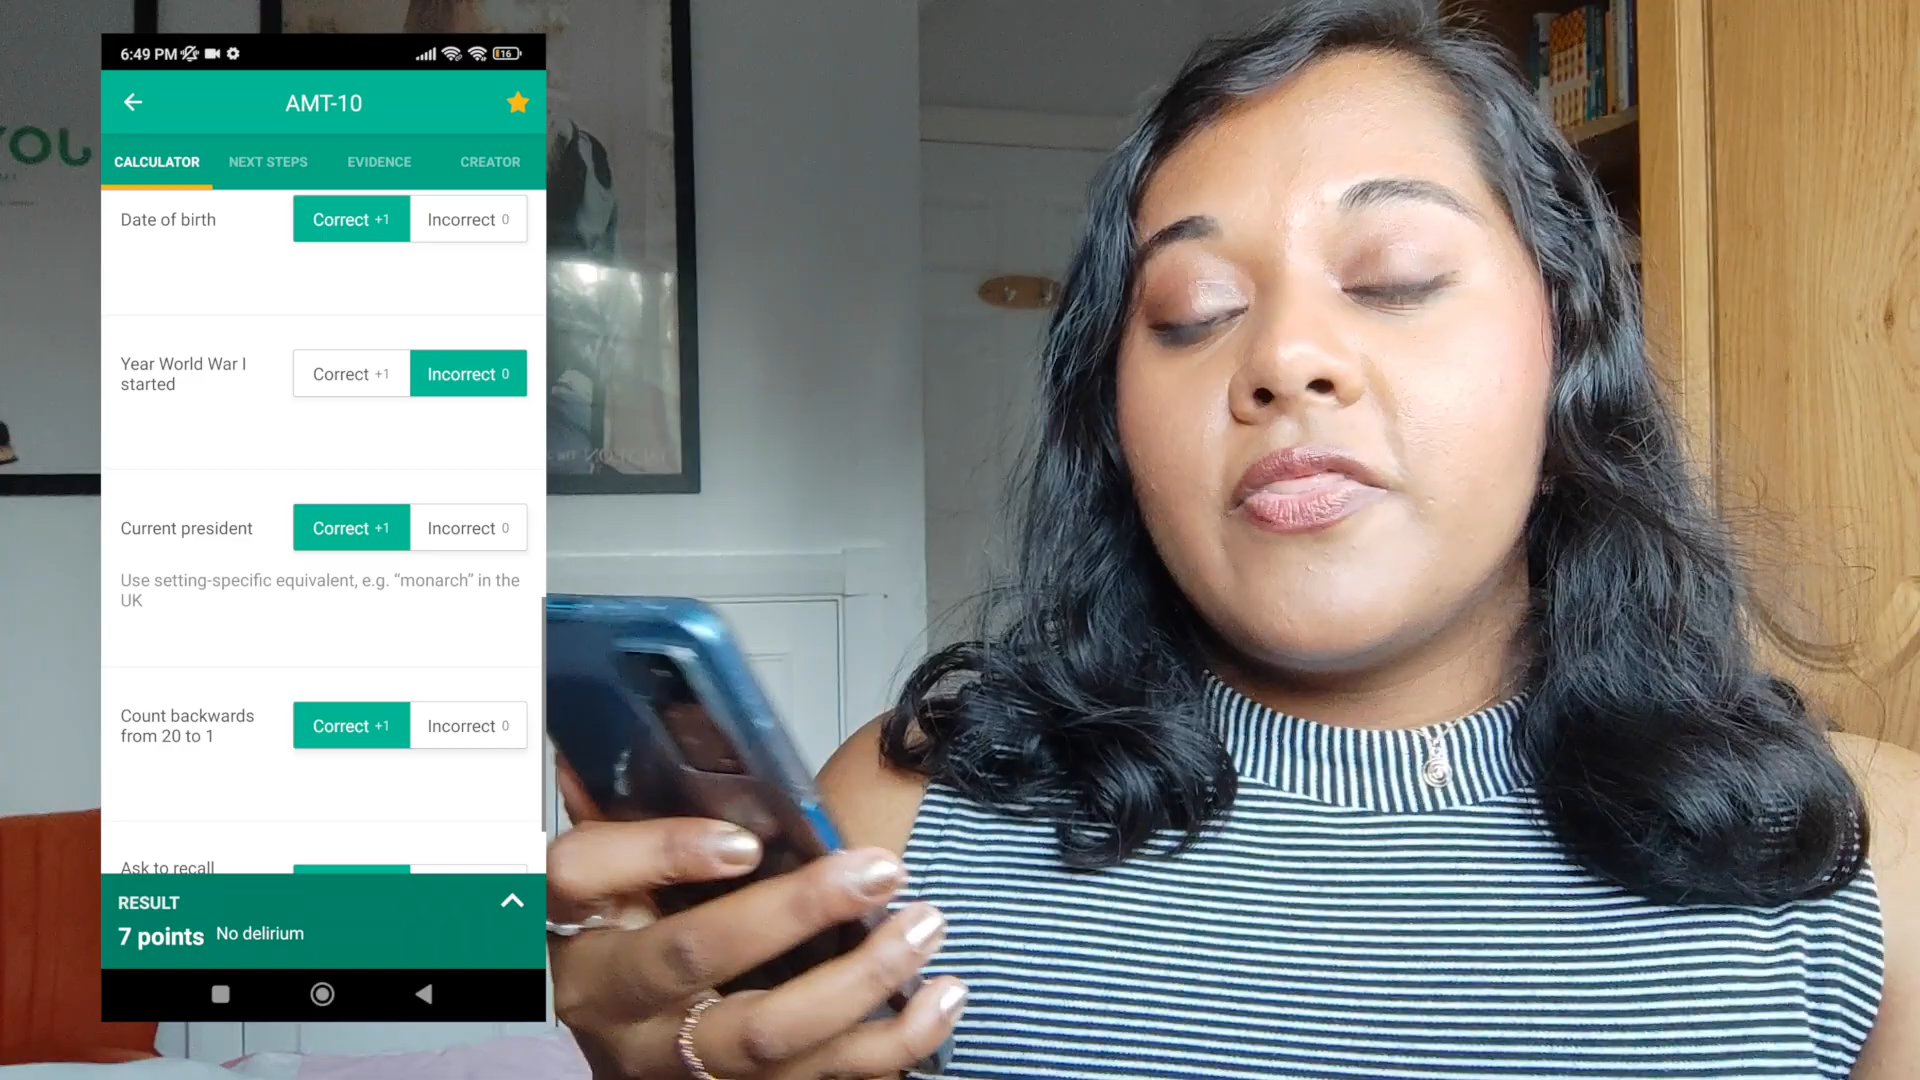 6:49 PM
16
AMT-10
CALCULATOR
NEXT STEPS
EVIDENCE
CREATOR
Date of birth
Correct +1
Incorrect 0
Year World War I
started
Correct +1
Incorrect 0
Current president
Correct +1
Incorrect 0
Use setting-specific equivalent, e.g. “monarch” in the
UK
Count backwards
from 20 to 1
Correct +1
Incorrect 0
Ask to recall
RESULT
7 points
No delirium
YOU